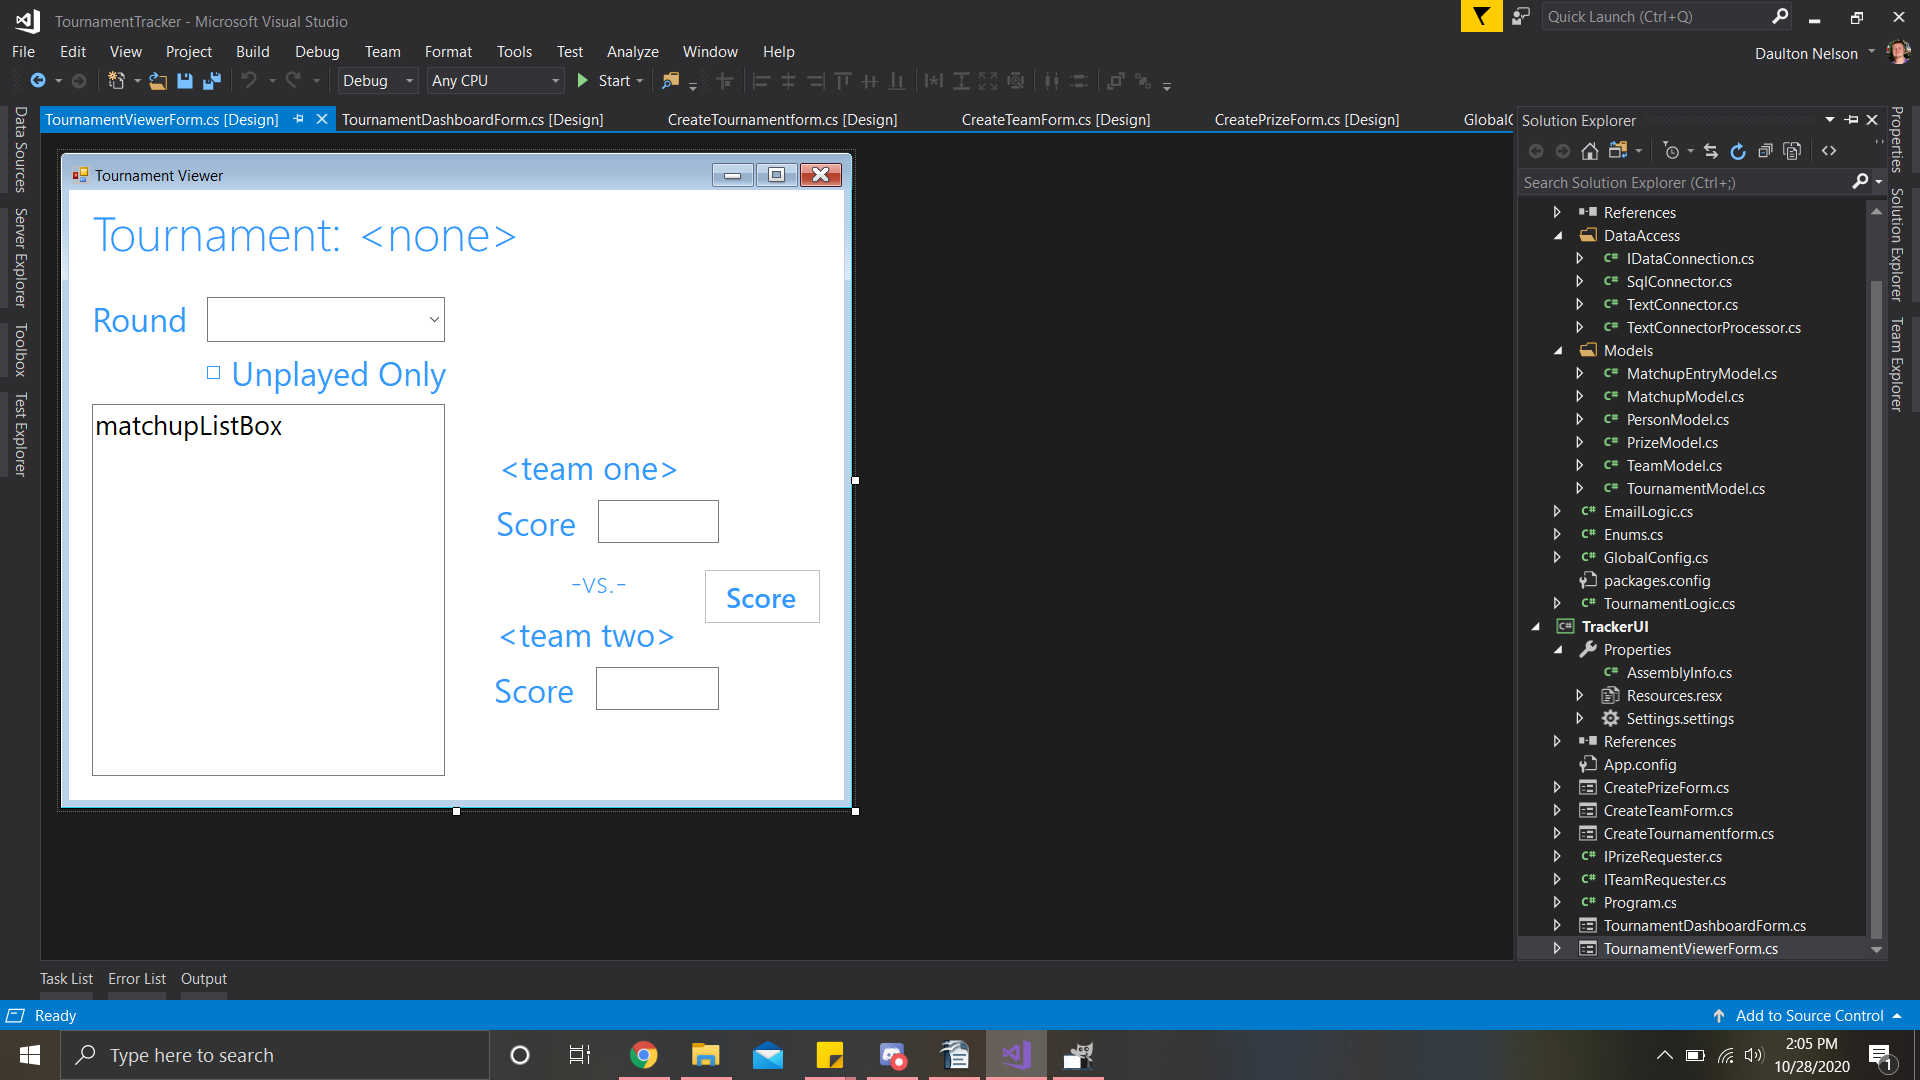 TournamentTracker - Microsoft Visual Studio
Quick Launch (Ctrl+Q)
File Edit View Project Build Debug Team Format Tools Test Analyze Window Help
Daulton Nelson
Debug Any CPU Start
TournamentViewerForm.cs [Design] TournamentDashboardForm.cs [Design] CreateTournamentform.cs [Design] CreateTeamForm.cs [Design] CreatePrizeForm.cs [Design] GlobalC
Data Sources
Server Explorer
Toolbox
Test Explorer
Tournament Viewer
Tournament: <none>
Round
Unplayed Only
matchupListBox
<team one>
Score
-vs.-
Score
<team two>
Score
Solution Explorer
Search Solution Explorer (Ctrl+;)
References
DataAccess
IDataConnection.cs
SqlConnector.cs
TextConnector.cs
TextConnectorProcessor.cs
Models
MatchupEntryModel.cs
MatchupModel.cs
PersonModel.cs
PrizeModel.cs
TeamModel.cs
TournamentModel.cs
EmailLogic.cs
Enums.cs
GlobalConfig.cs
packages.config
TournamentLogic.cs
TrackerUI
Properties
AssemblyInfo.cs
Resources.resx
Settings.settings
References
App.config
CreatePrizeForm.cs
CreateTeamForm.cs
CreateTournamentform.cs
IPrizeRequester.cs
ITeamRequester.cs
Program.cs
TournamentDashboardForm.cs
TournamentViewerForm.cs
Properties
Solution Explorer
Team Explorer
Task List Error List Output
Ready
Add to Source Control
Type here to search
2:05 PM
10/28/2020
1